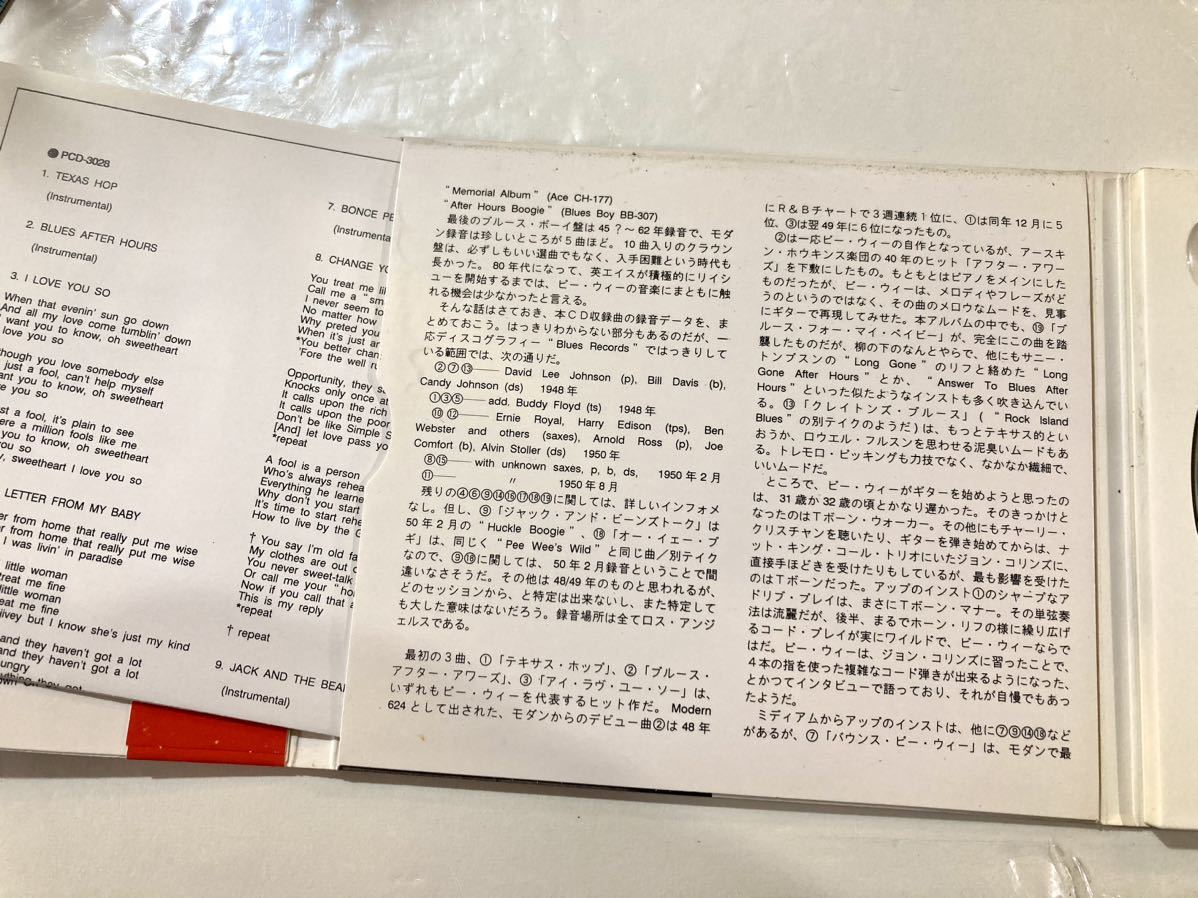 ●PCD-3028
1. TEXAS HOP
(Instrumental)
2. BLUES AFTER HOURS
(Instrumental)
3. I LOVE YOU SO
When that evenin' sun go down
And all my love come tumblin' down
want you to know, oh sweetheart
love you so
though you love somebody else
just a fool, can't help myself
ant you to know, oh sweetheart
e you so
st a fool, it's plain to see
ere a million fools like me
you to know, oh sweetheart
ou so
y, sweetheart I love you so
LETTER FROM MY BABY
er from home that really put me wise
r from home that really put me wise
I was livin' in paradise
little woman
treat me fine
little woman
eat me fine
jivey but I know she's just my kind
and they haven't got a lot
and they haven't got a lot
ungry
7. BONCE PE
8. CHANGE YO
You treat me lik
Call me a "sm
I never seem to
No matter how
Why preted you
When it's just ar
*You better chan
'Fore the well ru
Opportunity, they s
Knocks only once at
It calls upon the rich
It calls upon the poor
Don't be like Simple S
[And] let love pass yo
*repeat
A fool is a person
Who's always rehea
Everything he learne
Why don't you start
It's time to start rehe
How to live by the G
† You say I'm old fa
My clothes are out o
You never sweet-talk
Or call me your "ho
Now if you call that a
This is my reply
*repeat
† repeat
9. JACK AND THE BEAN
(Instrumental)
"Memorial Album" (Ace CH-177)
"After Hours Boogie" (Blues Boy BB-307)
最後のブルース・ボーイ盤は45？～62年録音で、モダ
ン録音は珍しいところが5曲ほど。10曲入りのクラウン
盤は、必ずしもいい選曲でもなく、入手困難という時代も
長かった。80年代になって、英エイスが積極的にリイシ
ューを開始するまでは、ピー・ウィーの音楽にまともに触
れる機会は少なかったと言える。
そんな話はさておき、本CD収録曲の録音データを、ま
とめておこう。はっきりわからない部分もあるのだが、一
応ディスコグラフィー"Blues Records"ではっきりして
いる範囲では、次の通りだ。
②⑦⑬── David Lee Johnson (p), Bill Davis (b),
Candy Johnson (ds) 1948年
①③⑤── add. Buddy Floyd (ts) 1948年
⑩⑫── Ernie Royal, Harry Edison (tps), Ben
Webster and others (saxes), Arnold Ross (p), Joe
Comfort (b), Alvin Stoller (ds) 1950年
⑧⑮── with unknown saxes, p, b, ds, 1950年2月
⑪── 〃 1950年8月
残りの④⑥⑨⑭⑯⑰⑱⑲に関しては、詳しいインフォメ
なし。但し、⑨「ジャック・アンド・ビーンズトーク」は
50年2月の"Huckle Boogie"、⑱「オー・イェー・ブ
ギ」は、同じく"Pee Wee's Wild"と同じ曲／別テイク
なので、⑨⑱に関しては、50年2月録音ということで間
違いなさそうだ。その他は48/49年のものと思われるが、
どのセッションから、と特定は出来ないし、また特定して
も大した意味はないだろう。録音場所は全てロス・アンジ
ェルスである。
最初の3曲、①「テキサス・ホップ」、②「ブルース・
アフター・アワーズ」、③「アイ・ラヴ・ユー・ソー」は、
いずれもピー・ウィーを代表するヒット作だ。Modern
624として出された、モダンからのデビュー曲②は48年
にR&Bチャートで3週連続1位に、①は同年12月に5
位、③は翌49年に6位になったもの。
②は一応ピー・ウィーの自作となっているが、アースキ
ン・ホウキンス楽団の40年のヒット「アフター・アワー
ズ」を下敷にしたもの。もともとはピアノをメインにした
ものだったが、ピー・ウィーは、メロディやフレーズがど
うのというのではなく、その曲のメロウなムードを、見事
にギターで再現してみせた。本アルバムの中でも、⑲「ブ
ルース・フォー・マイ・ベイビー」が、完全にこの曲を踏
襲したものだが、柳の下のなんとやらで、他にもサニー・
トンプスンの"Long Gone"のリフと絡めた"Long
Gone After Hours"とか、"Answer To Blues After
Hours"といった似たようなインストも多く吹き込んでい
る。⑬「クレイトンズ・ブルース」("Rock Island
Blues"の別テイクのようだ)は、もっとテキサス的とい
おうか、ロウエル・フルスンを思わせる泥臭いムードもあ
る。トレモロ・ピッキングも力技でなく、なかなか繊細で、
いいムードだ。
ところで、ピー・ウィーがギターを始めようと思ったの
は、31歳か32歳の頃とかなり遅かった。そのきっかけと
なったのはTボーン・ウォーカー。その他にもチャーリー・
クリスチャンを聴いたり、ギターを弾き始めてからは、ナ
ット・キング・コール・トリオにいたジョン・コリンズに、
直接手ほどきを受けたりもしているが、最も影響を受けた
のはTボーンだった。アップのインスト①のシャープなア
ドリブ・プレイは、まさにTボーン・マナー。その単弦奏
法は流麗だが、後半、まるでホーン・リフの様に繰り広げ
るコード・プレイが実にワイルドで、ピー・ウィーならで
はだ。ピー・ウィーは、ジョン・コリンズに習ったことで、
4本の指を使った複雑なコード弾きが出来るようになった、
とかつてインタビューで語っており、それが自慢でもあっ
たようだ。
ミディアムからアップのインストは、他に⑦⑨⑭⑱など
があるが、⑦「バウンス・ピー・ウィー」は、モダンで最